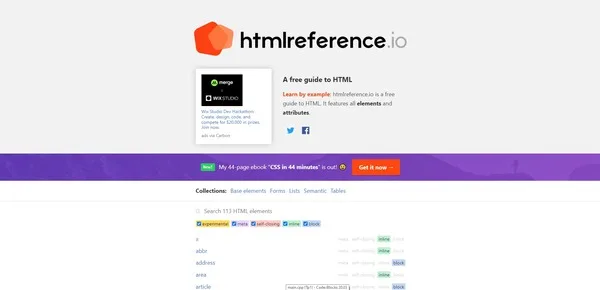 htmlreference.io
merge
×
WIX STUDIO
Wix Studio Dev Hackathon:
Create, design, code, and
compete for $20,000 in prizes.
Join now.
ads via Carbon
A free guide to HTML
Learn by example: htmlreference.io is a free
guide to HTML. It features all elements and
attributes.
New! My 44-page ebook "CSS in 44 minutes" is out! Get it now →
Collections: Base elements Forms Lists Semantic Tables
Search 113 HTML elements
experimental meta self-closing inline block
a meta self-closing inline block
abbr meta self-closing inline block
address meta self-closing inline block
area meta self-closing inline block
article block